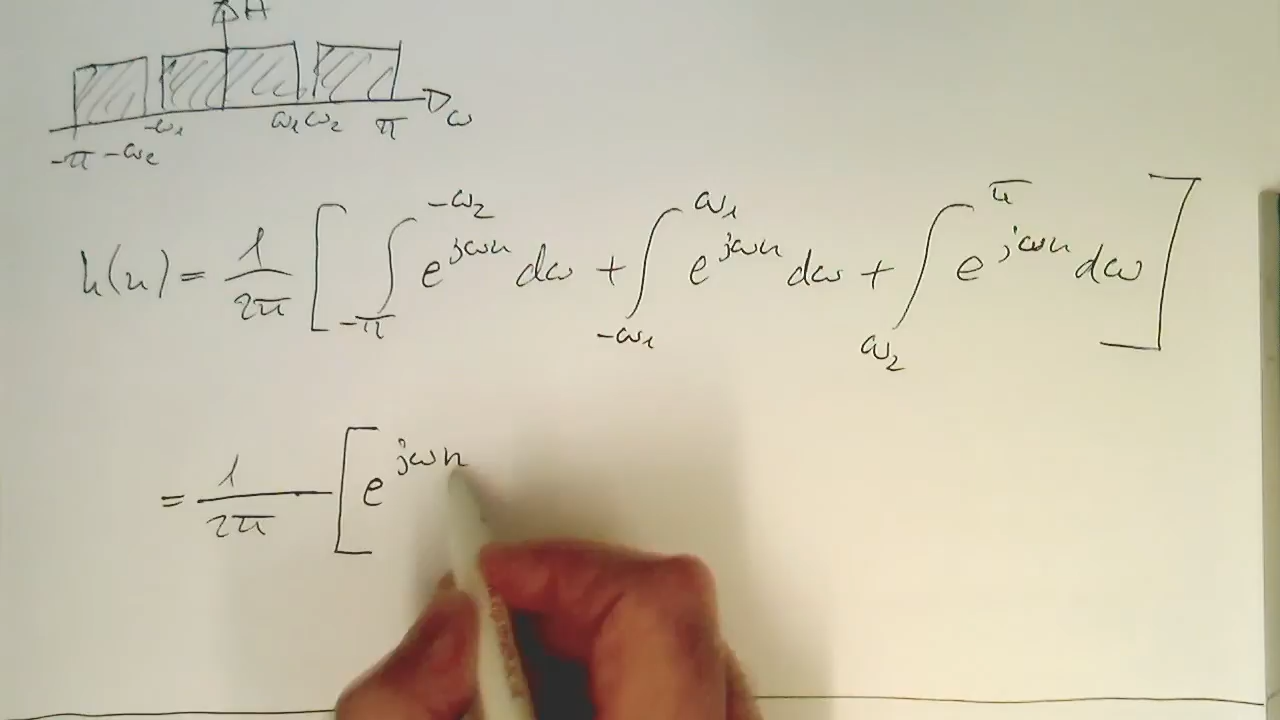 H
-ω₁ ω₁ ω₂ π ω
-π -ω₂
h(n) = 1/2π [ ∫_{-π}^{-ω₂} e^{jωn} dω + ∫_{-ω₁}^{ω₁} e^{jωn} dω + ∫_{ω₂}^{π} e^{jωn} dω ]
= 1/2π [ e^{jωn}